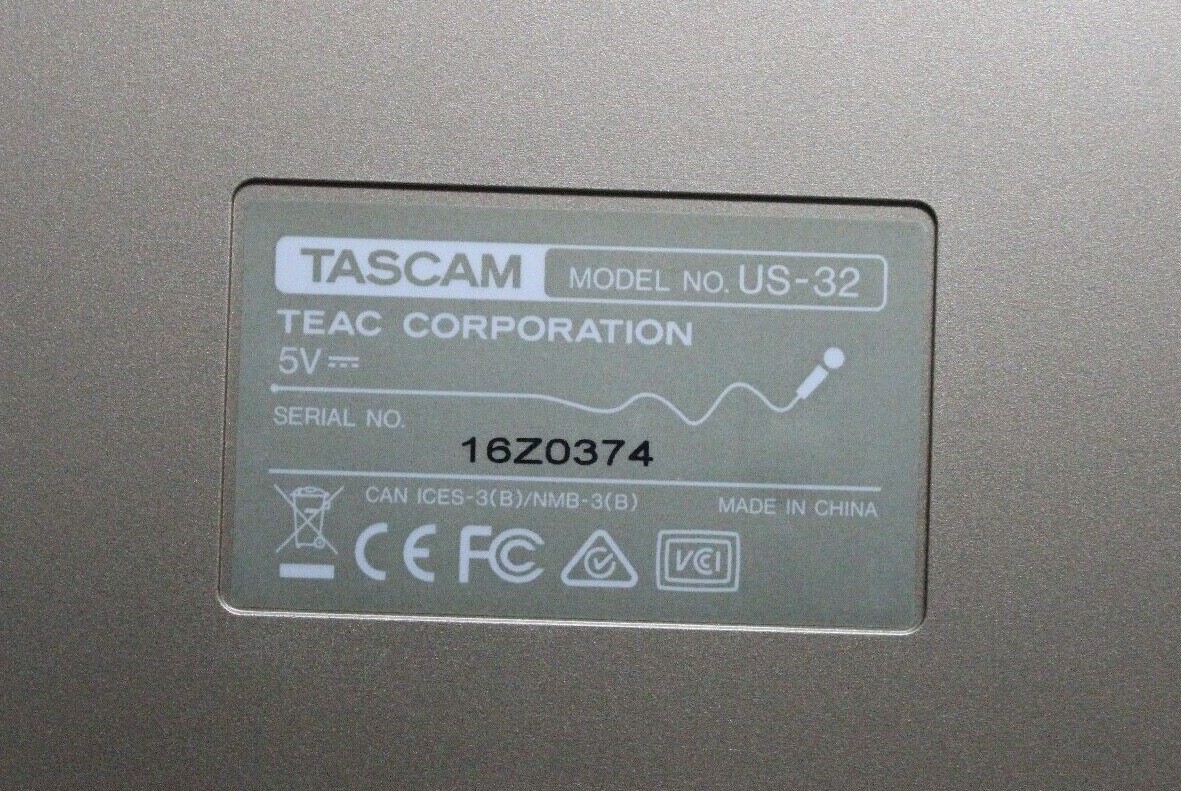 TASCAM MODEL NO. US-32
TEAC CORPORATION
5V
SERIAL NO.
16Z0374
CAN ICES-3(B)/NMB-3(B) MADE IN CHINA
CE FC VCI